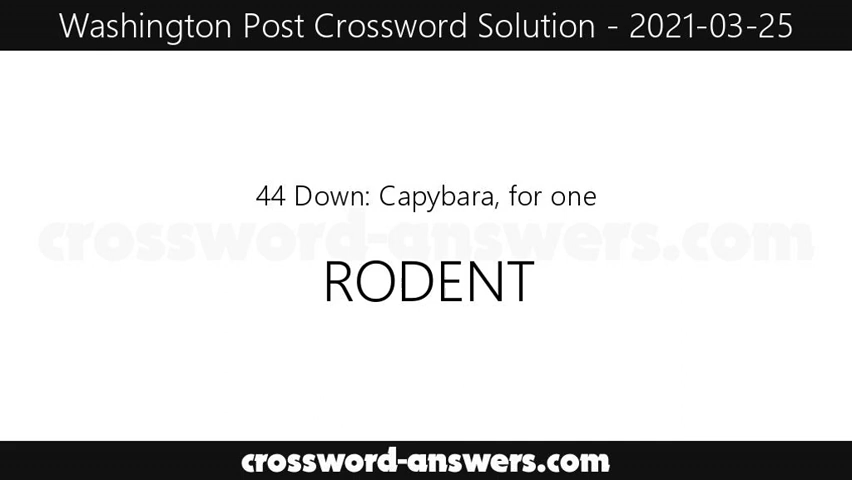 Washington Post Crossword Solution - 2021-03-25
44 Down: Capybara, for one
crossword-answers.com
RODENT
crossword-answers.com